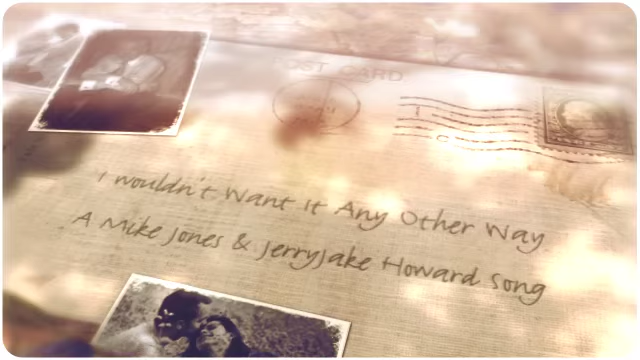 POST CARD
I wouldn't Want It Any Other Way
A Mike Jones & JerryJake Howard Song